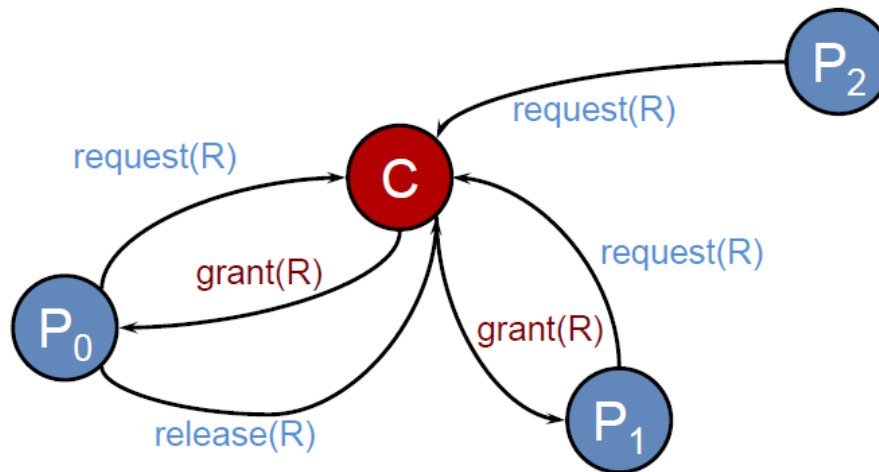 P2
request(R)
request(R)
C
grant(R)
request(R)
P0
grant(R)
release(R)
P1